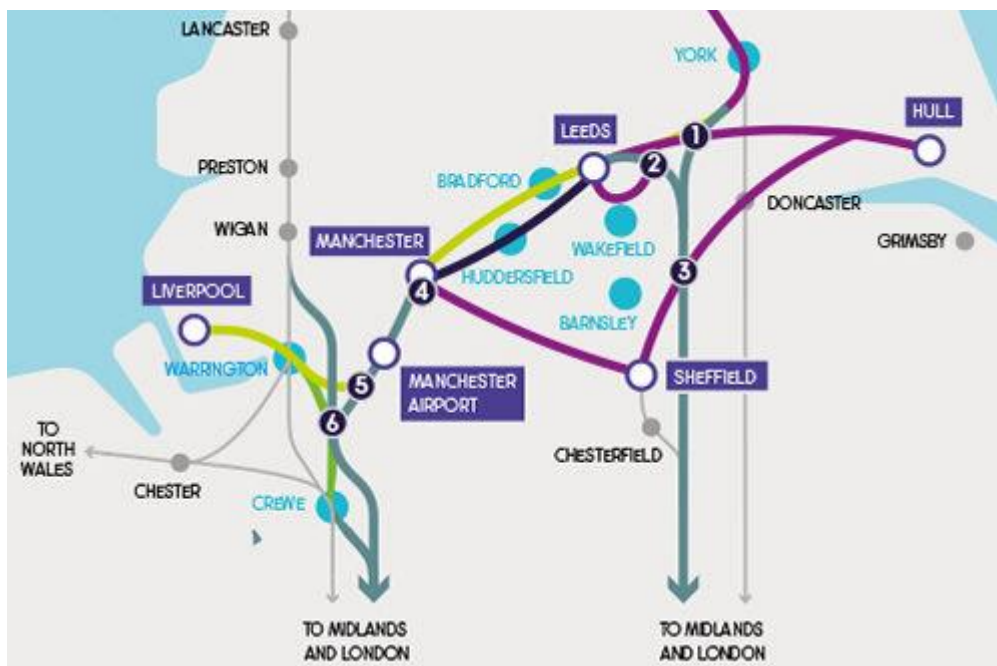 LANCASTER
YORK
HULL
LEEDS
1
2
PRESTON
BRADFORD
DONCASTER
WIGAN
MANCHESTER
WAKEFIELD
GRIMSBY
HUDDERSFIELD
3
4
LIVERPOOL
BARNSLEY
WARRINGTON
5
MANCHESTER
AIRPORT
SHEFFIELD
6
TO
NORTH
WALES
CHESTERFIELD
CHESTER
CREWE
TO MIDLANDS
AND LONDON
TO MIDLANDS
AND LONDON